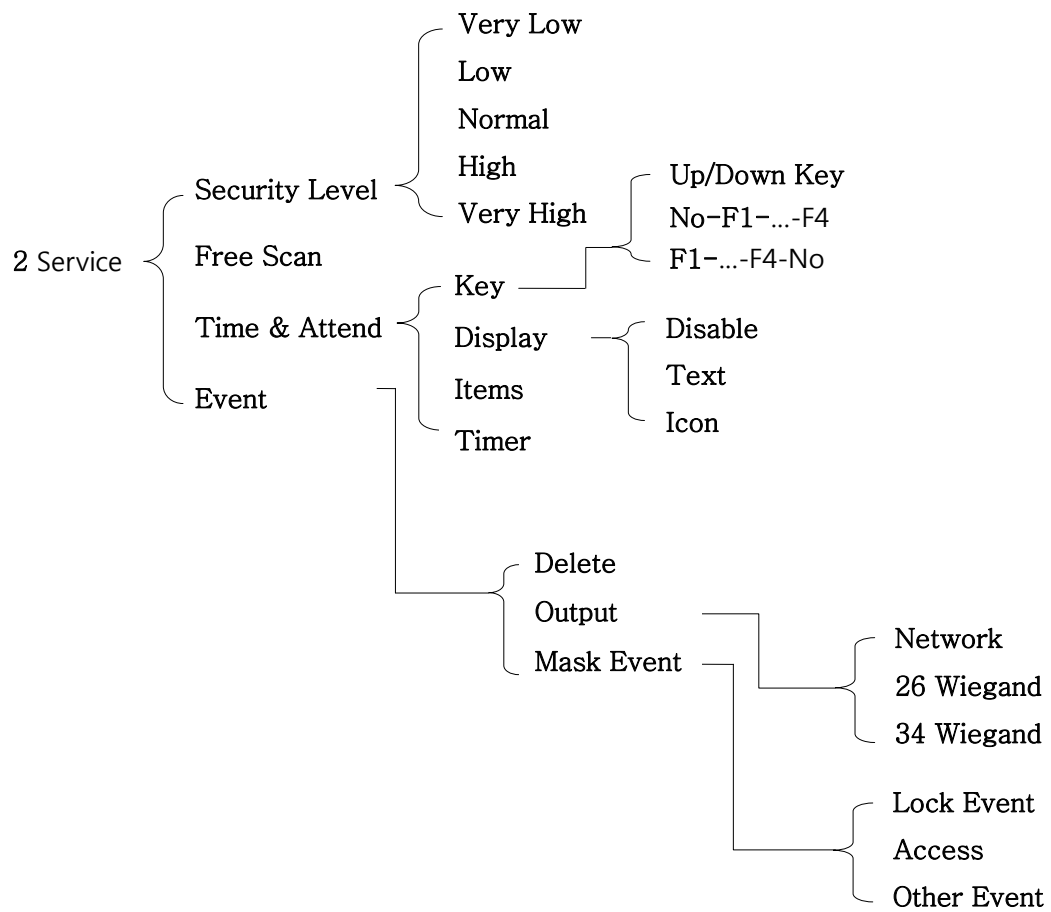 2 Service
Security Level
Very Low
Low
Normal
High
Very High
Free Scan
Time & Attend
Key
Up/Down Key
No-F1-...-F4
F1-...-F4-No
Display
Disable
Text
Icon
Items
Timer
Event
Delete
Output
Network
26 Wiegand
34 Wiegand
Mask Event
Lock Event
Access
Other Event